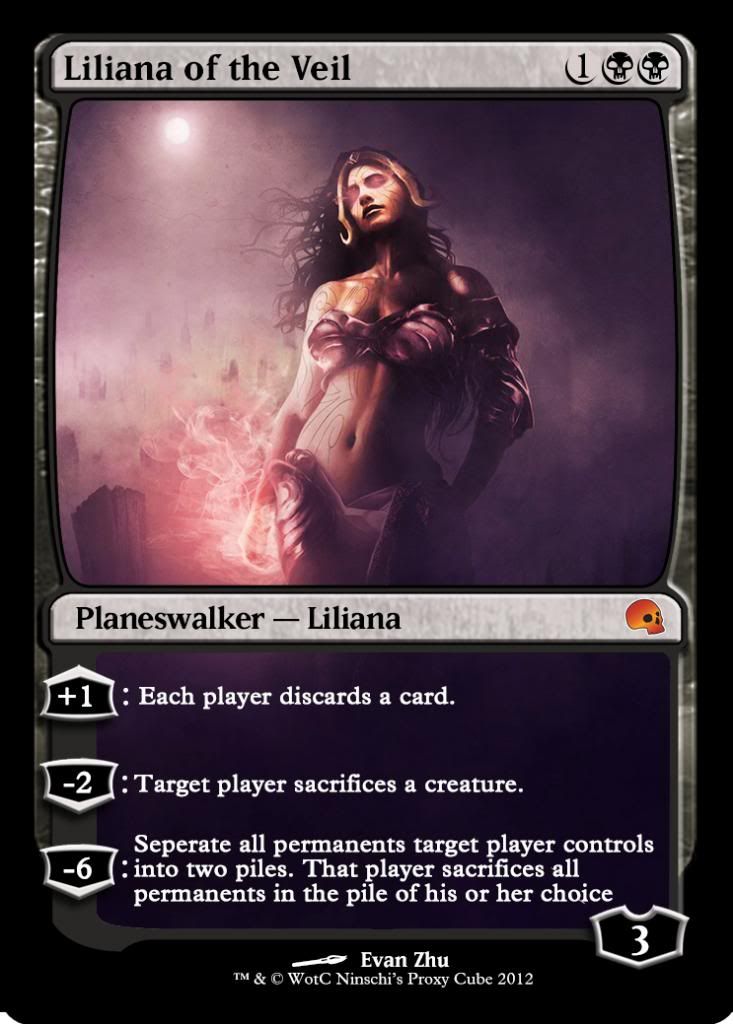 Liliana of the Veil 1
Planeswalker — Liliana
+1 : Each player discards a card.
-2 : Target player sacrifices a creature.
Seperate all permanents target player controls
-6 : into two piles. That player sacrifices all
permanents in the pile of his or her choice
3
Evan Zhu
™ & © WotC Ninschi's Proxy Cube 2012